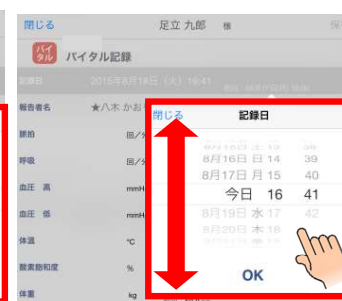 閉じる
足立 九郎 様
バイタル
バイタル記録
記録日 2015年8月18日（火）19:41
報告者名 ★八木 かお
脈拍 回/分
呼吸 回/分
血圧 高 mmH
血圧 低 mmH
体温 ℃
酸素飽和度 %
体重 kg
閉じる
記録日
8月16日 日 14 39
8月17日 月 15 40
今日 16 41
8月19日 水 17 42
8月20日 木 18
OK